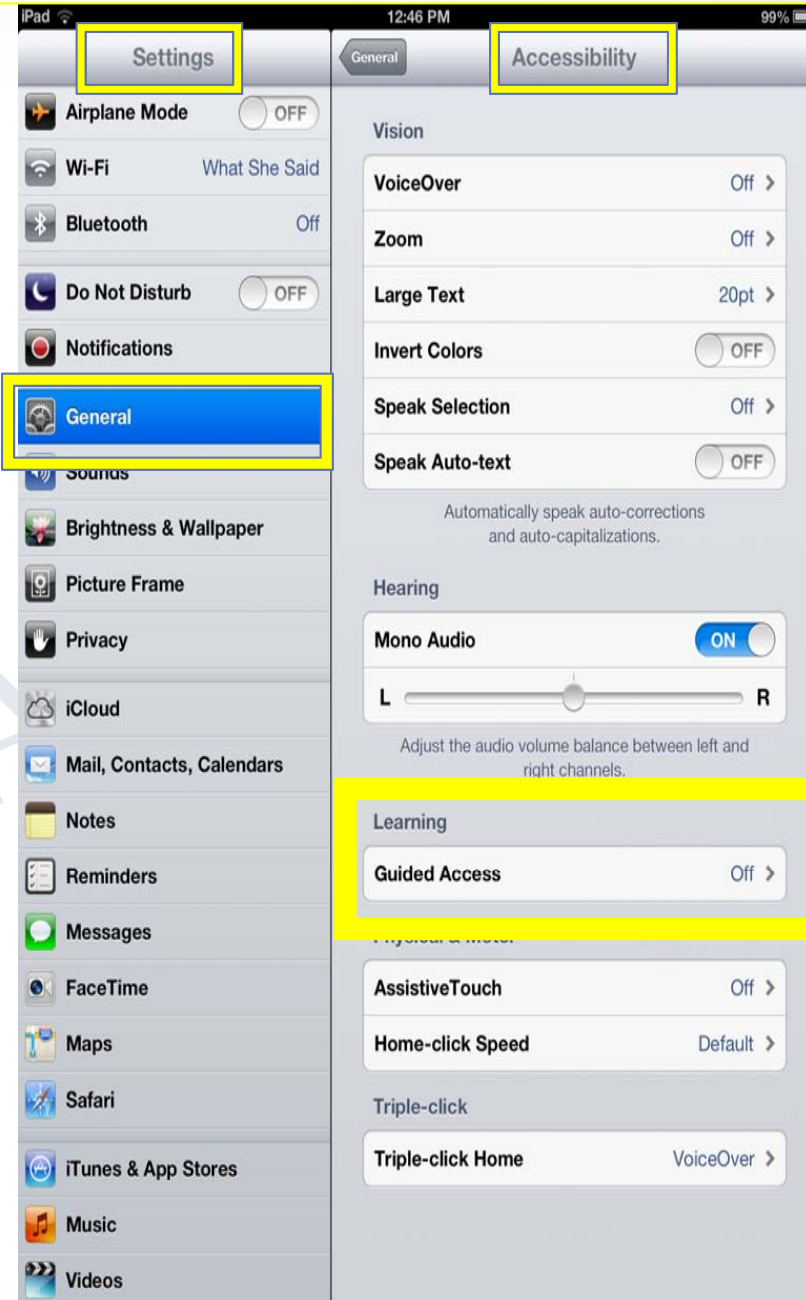 iPad 12:46 PM 99%
Settings
Airplane Mode OFF
Wi-Fi What She Said
Bluetooth Off
Do Not Disturb OFF
Notifications
General
Sounds
Brightness & Wallpaper
Picture Frame
Privacy
iCloud
Mail, Contacts, Calendars
Notes
Reminders
Messages
FaceTime
Maps
Safari
iTunes & App Stores
Music
Videos
General Accessibility
Vision
VoiceOver Off
Zoom Off
Large Text 20pt
Invert Colors OFF
Speak Selection Off
Speak Auto-text OFF
Automatically speak auto-corrections
and auto-capitalizations.
Hearing
Mono Audio ON
L R
Adjust the audio volume balance between left and
right channels.
Learning
Guided Access Off
Physical & Motor
AssistiveTouch Off
Home-click Speed Default
Triple-click
Triple-click Home VoiceOver